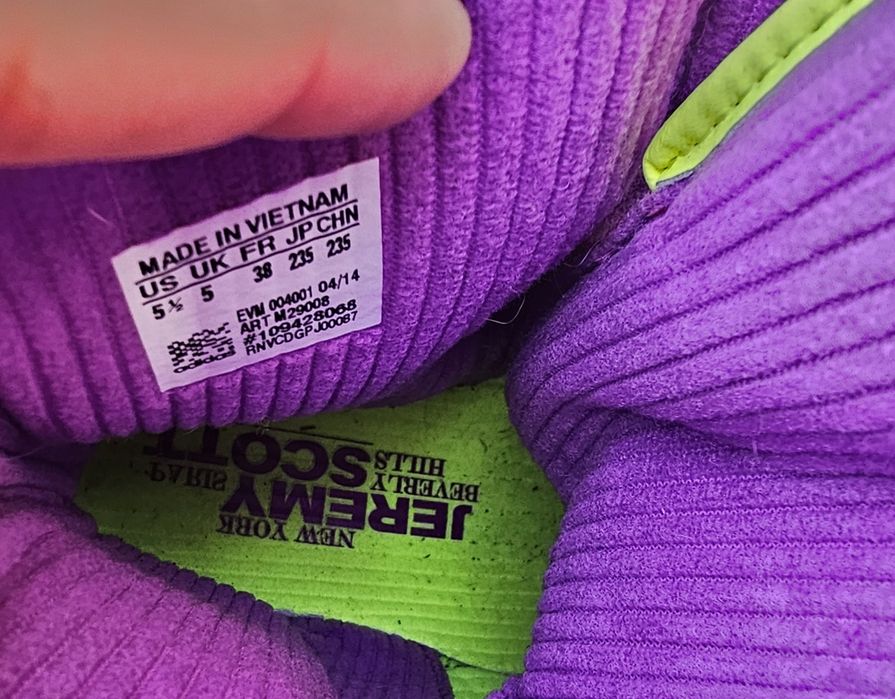 MADE IN VIETNAM
US UK FR JP CHN
5½ 5 38 235 235
EVM 004001 04/14
ART M29008
#109428068
RNVCDGPJ00067
adidas
NEW YORK
JEREMY
BEVERLY
HILLS
SCOTT
PARIS